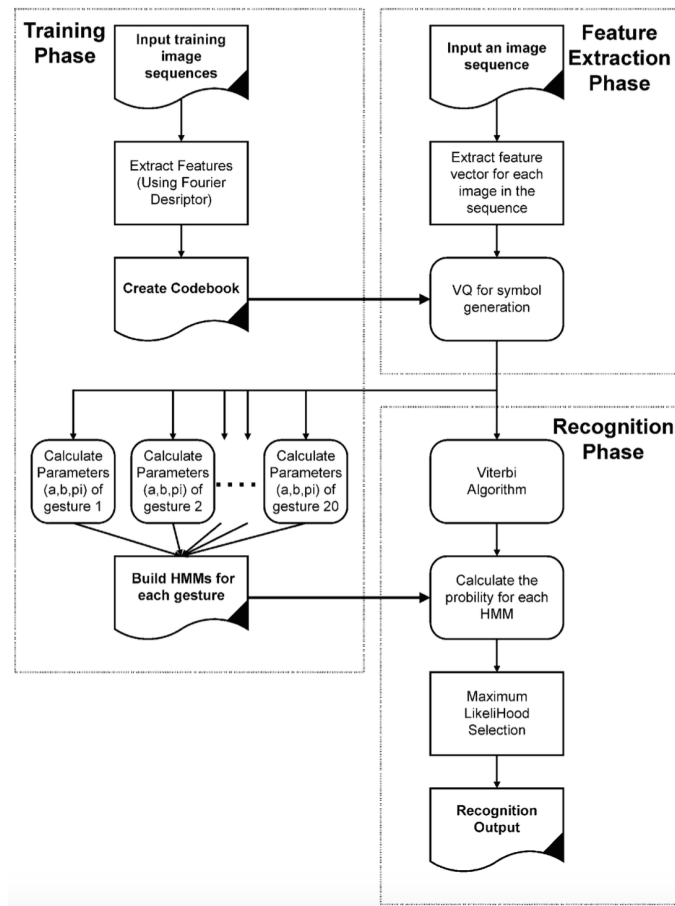 Training
Phase
Input training
image
sequences
Extract Features
(Using Fourier
Desriptor)
Create Codebook
Feature
Extraction
Phase
Input an image
sequence
Extract feature
vector for each
image in the
sequence
VQ for symbol
generation
Calculate
Parameters
(a,b,pi) of
gesture 1
Calculate
Parameters
(a,b,pi) of
gesture 2
....
Calculate
Parameters
(a,b,pi) of
gesture 20
Build HMMs for
each gesture
Recognition
Phase
Viterbi
Algorithm
Calculate the
probility for each
HMM
Maximum
LikeliHood
Selection
Recognition
Output